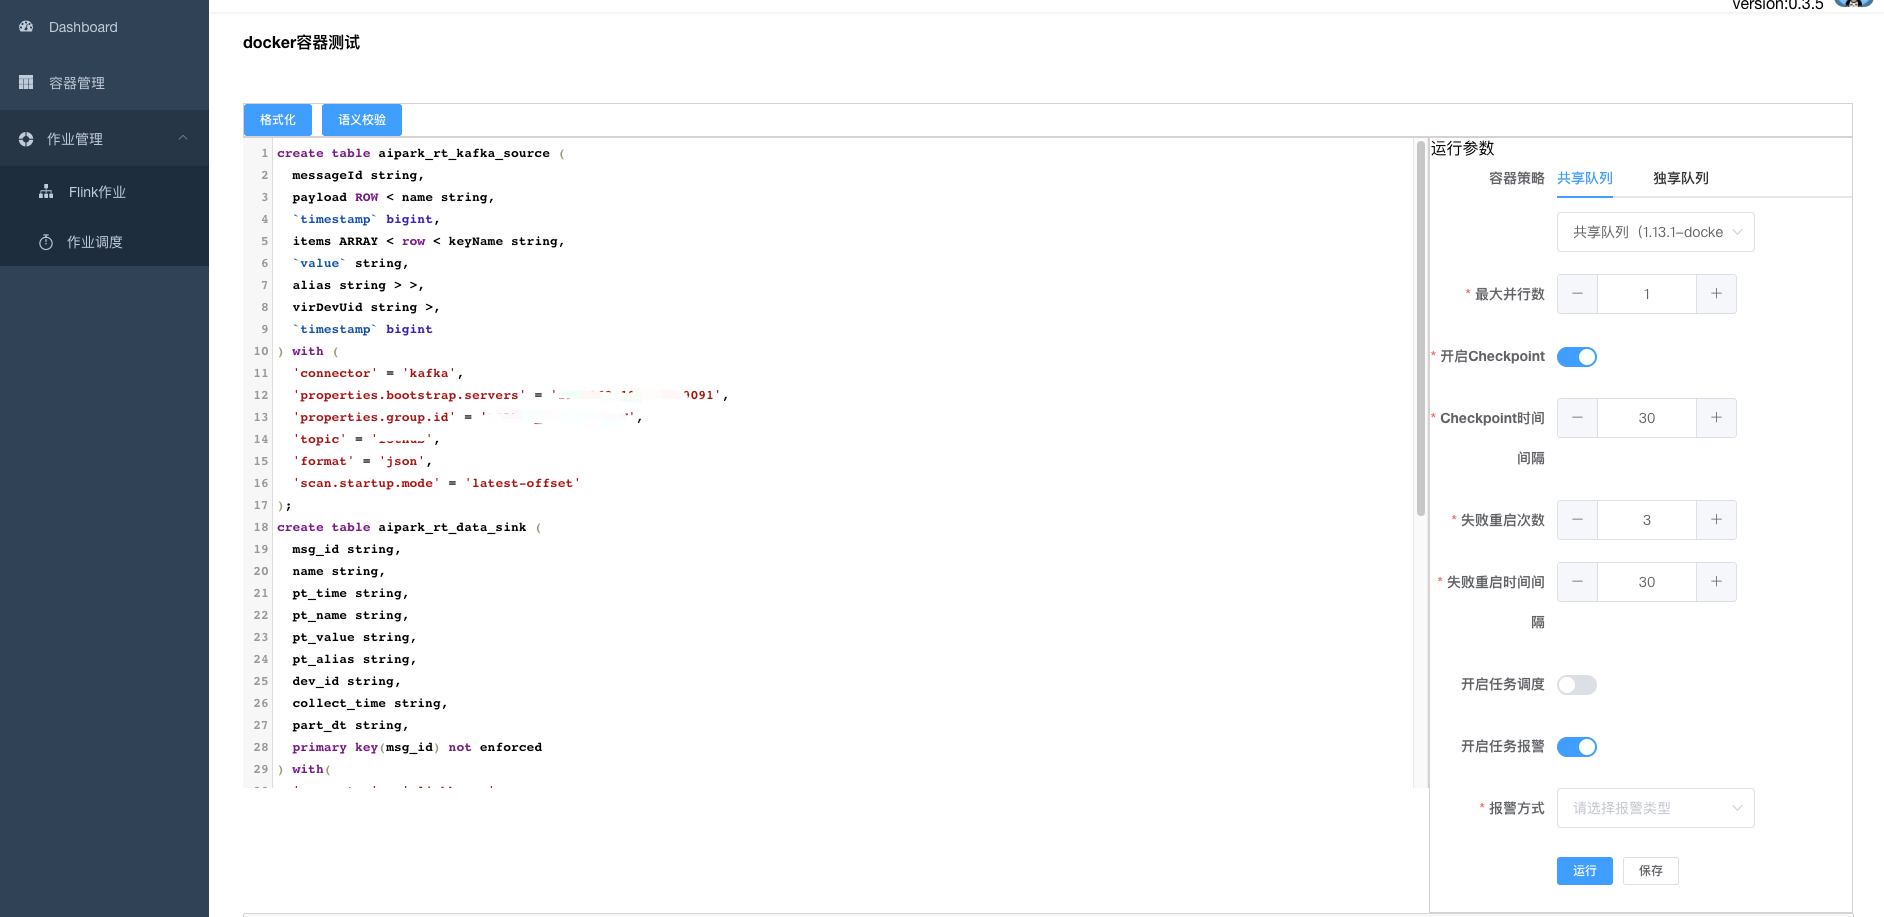 version:0.3.5
Dashboard
容器管理
作业管理
Flink作业
作业调度
docker容器测试
格式化 语义校验
1 create table aipark_rt_kafka_source (
2 messageId string,
3 payload ROW < name string,
4 `timestamp` bigint,
5 items ARRAY < row < keyName string,
6 `value` string,
7 alias string > >,
8 virDevUid string >,
9 `timestamp` bigint
10 ) with (
11 'connector' = 'kafka',
12 'properties.bootstrap.servers' = ' 9091',
13 'properties.group.id' = ' ',
14 'topic' = ' ',
15 'format' = 'json',
16 'scan.startup.mode' = 'latest-offset'
17 );
18 create table aipark_rt_data_sink (
19 msg_id string,
20 name string,
21 pt_time string,
22 pt_name string,
23 pt_value string,
24 pt_alias string,
25 dev_id string,
26 collect_time string,
27 part_dt string,
28 primary key(msg_id) not enforced
29 ) with(
运行参数
容器策略 共享队列 独享队列
共享队列（1.13.1-docke
* 最大并行数 − 1 +
* 开启Checkpoint
* Checkpoint时间 − 30 +
间隔
* 失败重启次数 − 3 +
* 失败重启时间间 − 30 +
隔
开启任务调度
开启任务报警
* 报警方式 请选择报警类型
运行 保存